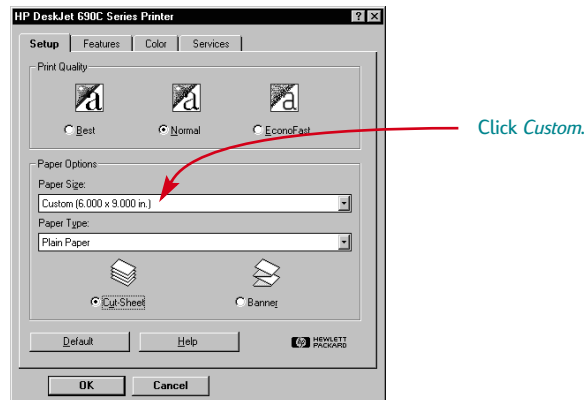 HP DeskJet 690C Series Printer
Setup Features Color Services
Print Quality
a a a
Best Normal EconoFast
Click Custom.
Paper Options
Paper Size:
Custom (6.000 x 9.000 in.)
Paper Type:
Plain Paper
Cut-Sheet Banner
Default Help hp HEWLETT
PACKARD
OK Cancel